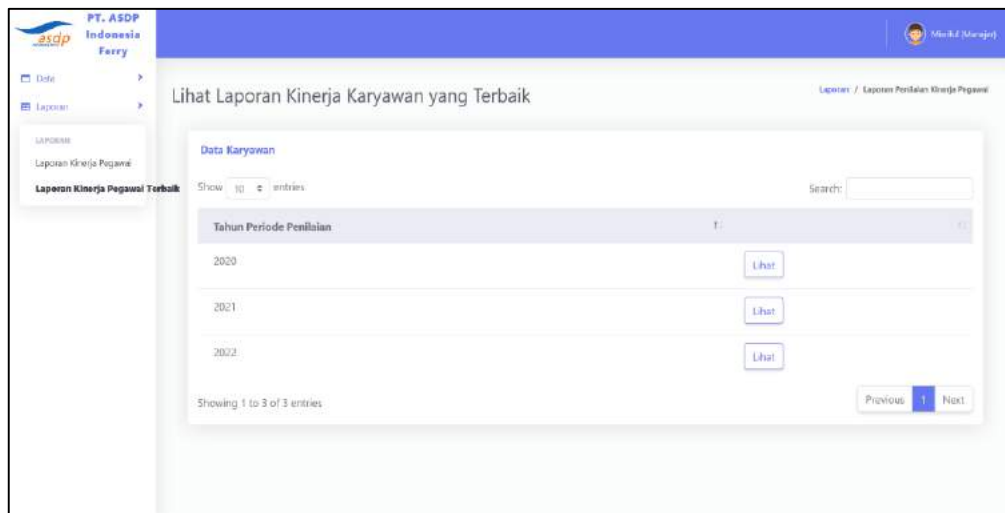 asdp
PT. ASDP
Indonesia
Ferry
(Manajer)
Data
Laporan
LAPORAN
Laporan Kinerja Pegawai
Laporan Kinerja Pegawai Terbaik
Lihat Laporan Kinerja Karyawan yang Terbaik
Laporan / Laporan Penilaian Kinerja Pegawai
Data Karyawan
Show 10 entries
Search:
Tahun Periode Penilaian
2020 Lihat
2021 Lihat
2022 Lihat
Showing 1 to 3 of 3 entries
Previous 1 Next